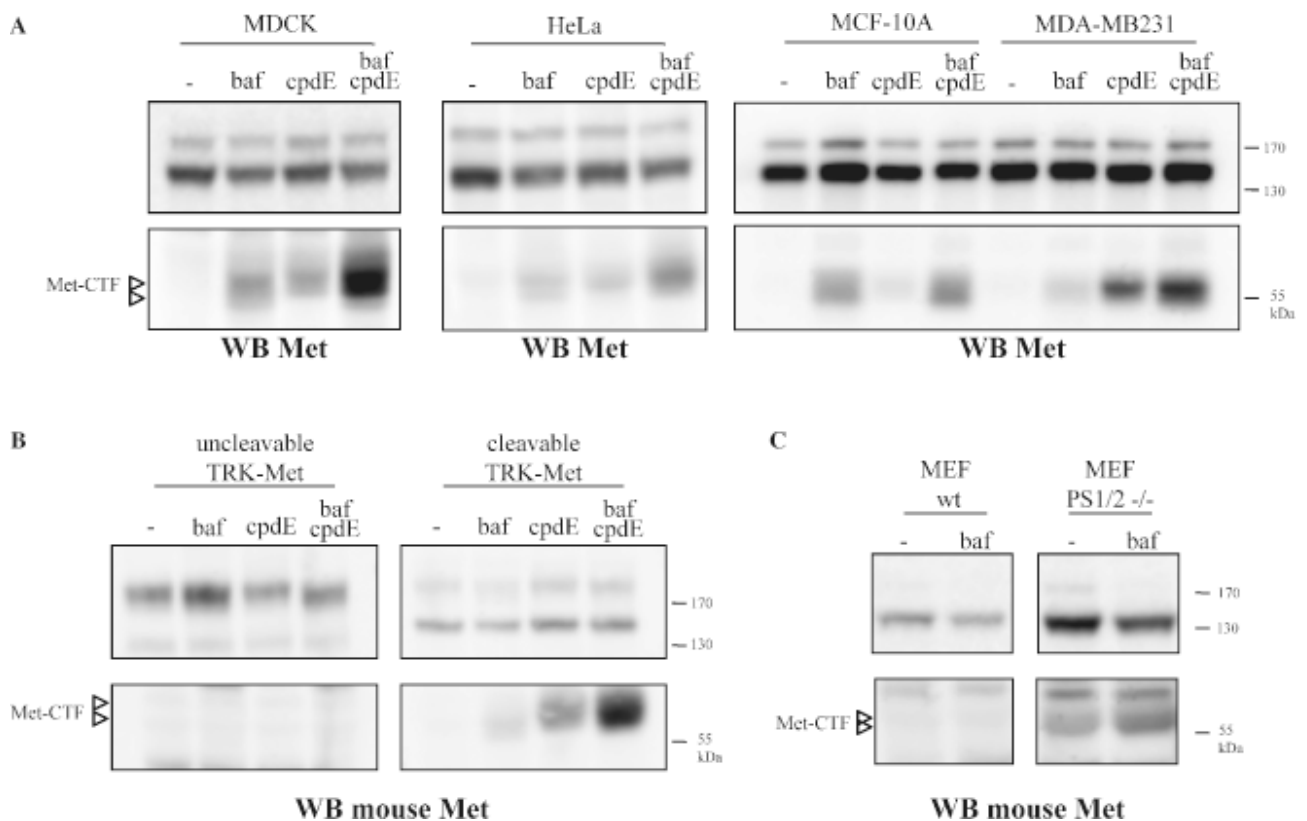 A
MDCK
HeLa
MCF-10A
MDA-MB231
- baf cpdE baf cpdE
- baf cpdE baf cpdE
- baf cpdE baf cpdE - baf cpdE baf cpdE
170
130
Met-CTF
55
kDa
WB Met
WB Met
WB Met
B
uncleavable
TRK-Met
cleavable
TRK-Met
- baf cpdE baf cpdE
- baf cpdE baf cpdE
170
130
Met-CTF
55
kDa
WB mouse Met
C
MEF
wt
MEF
PS1/2 -/-
- baf
- baf
170
130
Met-CTF
55
kDa
WB mouse Met